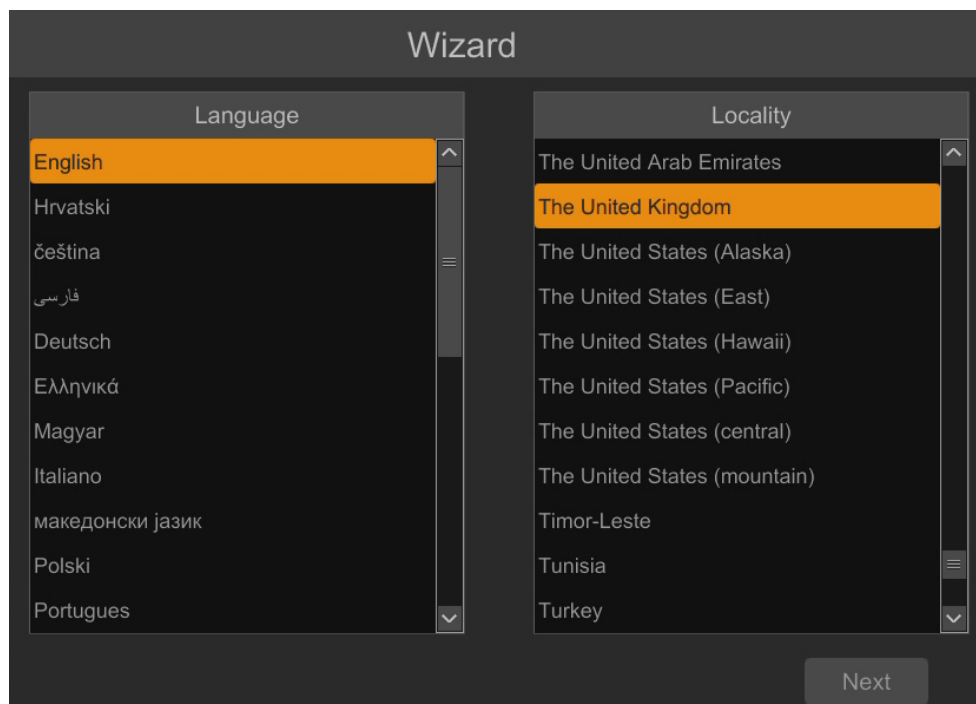 Wizard
Language
English
Hrvatski
čeština
فارسی
Deutsch
Ελληνικά
Magyar
Italiano
македонски јазик
Polski
Portugues
Locality
The United Arab Emirates
The United Kingdom
The United States (Alaska)
The United States (East)
The United States (Hawaii)
The United States (Pacific)
The United States (central)
The United States (mountain)
Timor-Leste
Tunisia
Turkey
Next